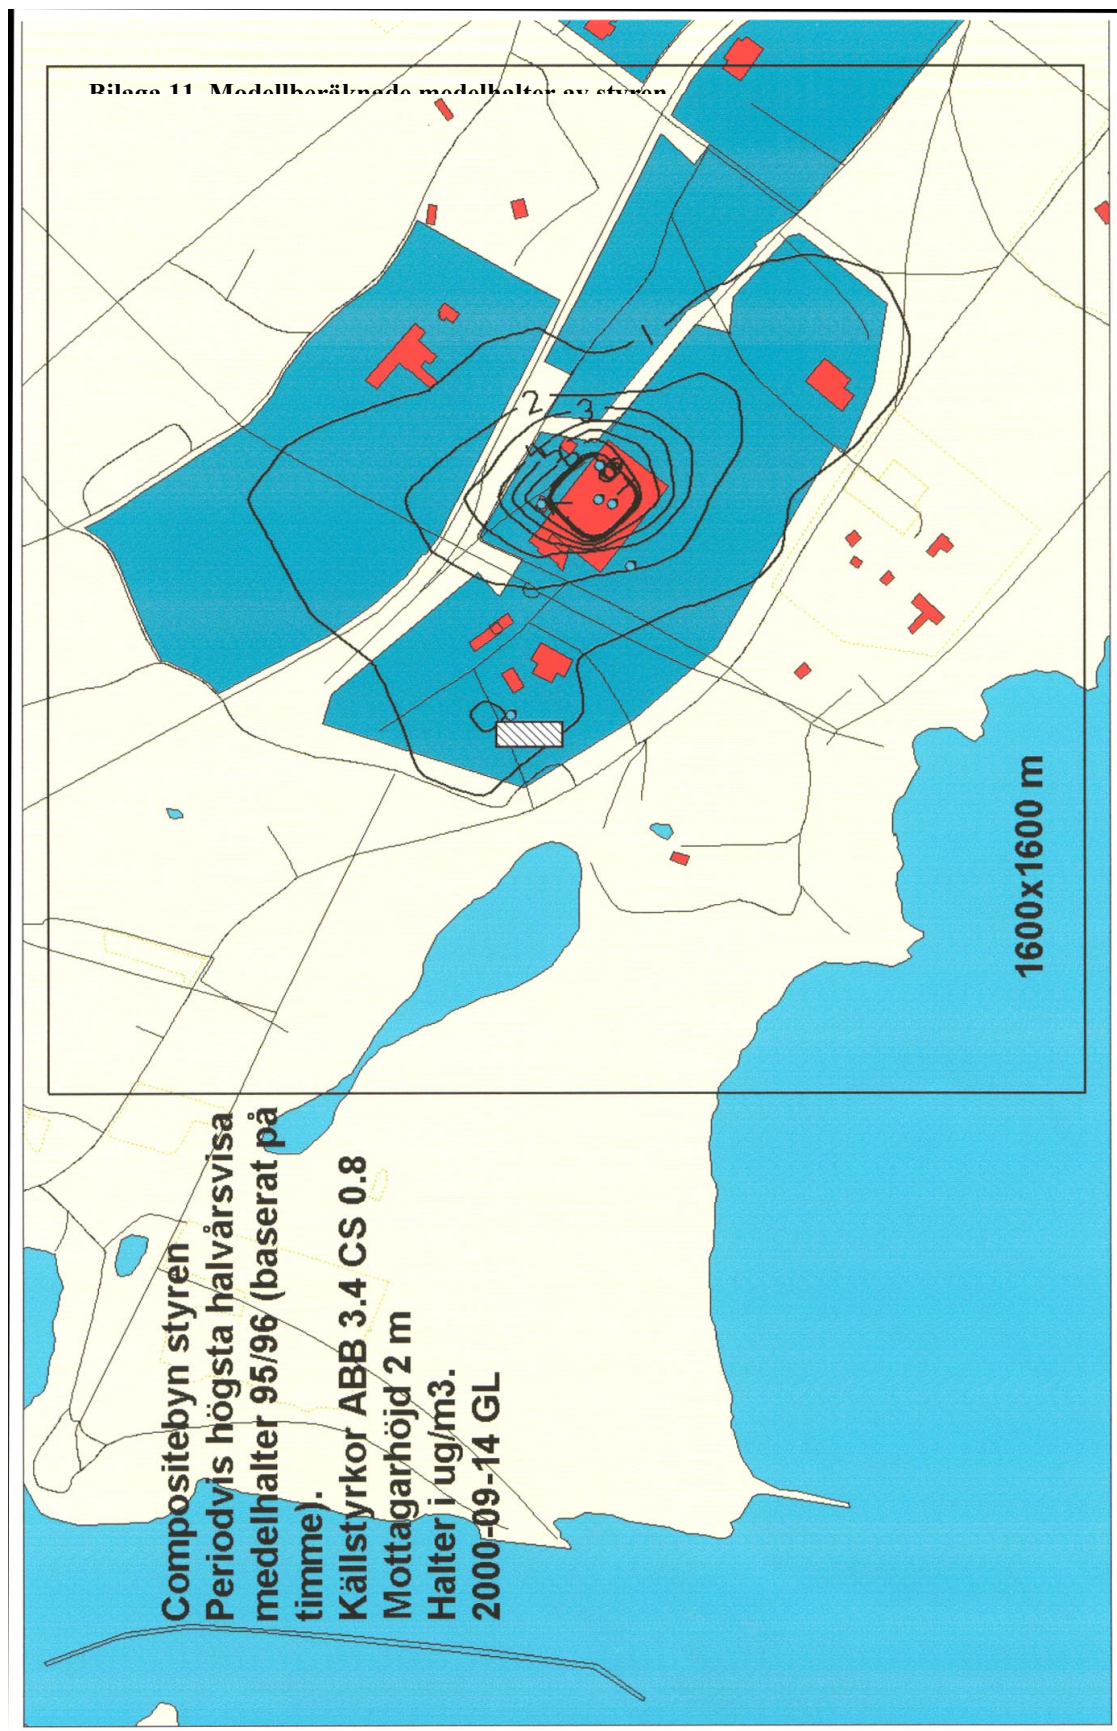 Bilaga 11. Modellberäknade medelhalter av styren
1
2
3
4
1600x1600 m
Compositebyn styren
Periodvis högsta halvårsvisa
medelhalter 95/96 (baserat på
timme).
Källstyrkor ABB 3.4 CS 0.8
Mottagarhöjd 2 m
Halter i ug/m3.
2000-09-14 GL